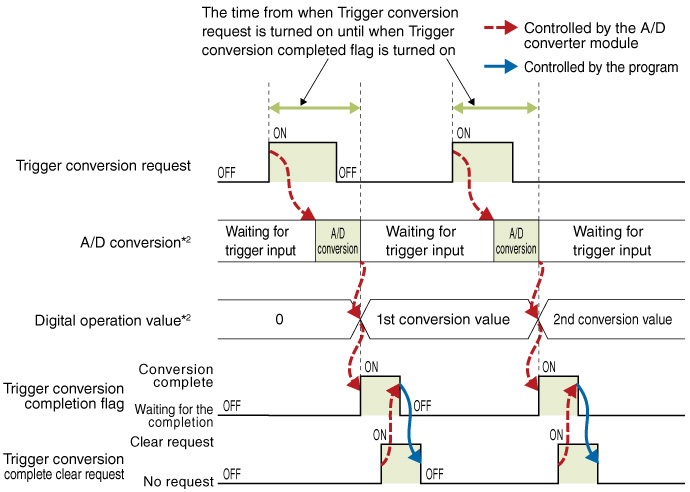 The time from when Trigger conversion
request is turned on until when Trigger
conversion completed flag is turned on
Controlled by the A/D
converter module
Controlled by the program
Trigger conversion request
OFF
ON
OFF
ON
A/D conversion*2
Waiting for
trigger input
A/D
conversion
Waiting for
trigger input
A/D
conversion
Waiting for
trigger input
Digital operation value*2
0
1st conversion value
2nd conversion value
Trigger conversion
completion flag
Conversion
complete
Waiting for the
completion
OFF
ON
OFF
ON
Trigger conversion
complete clear request
Clear request
No request
OFF
ON
OFF
ON